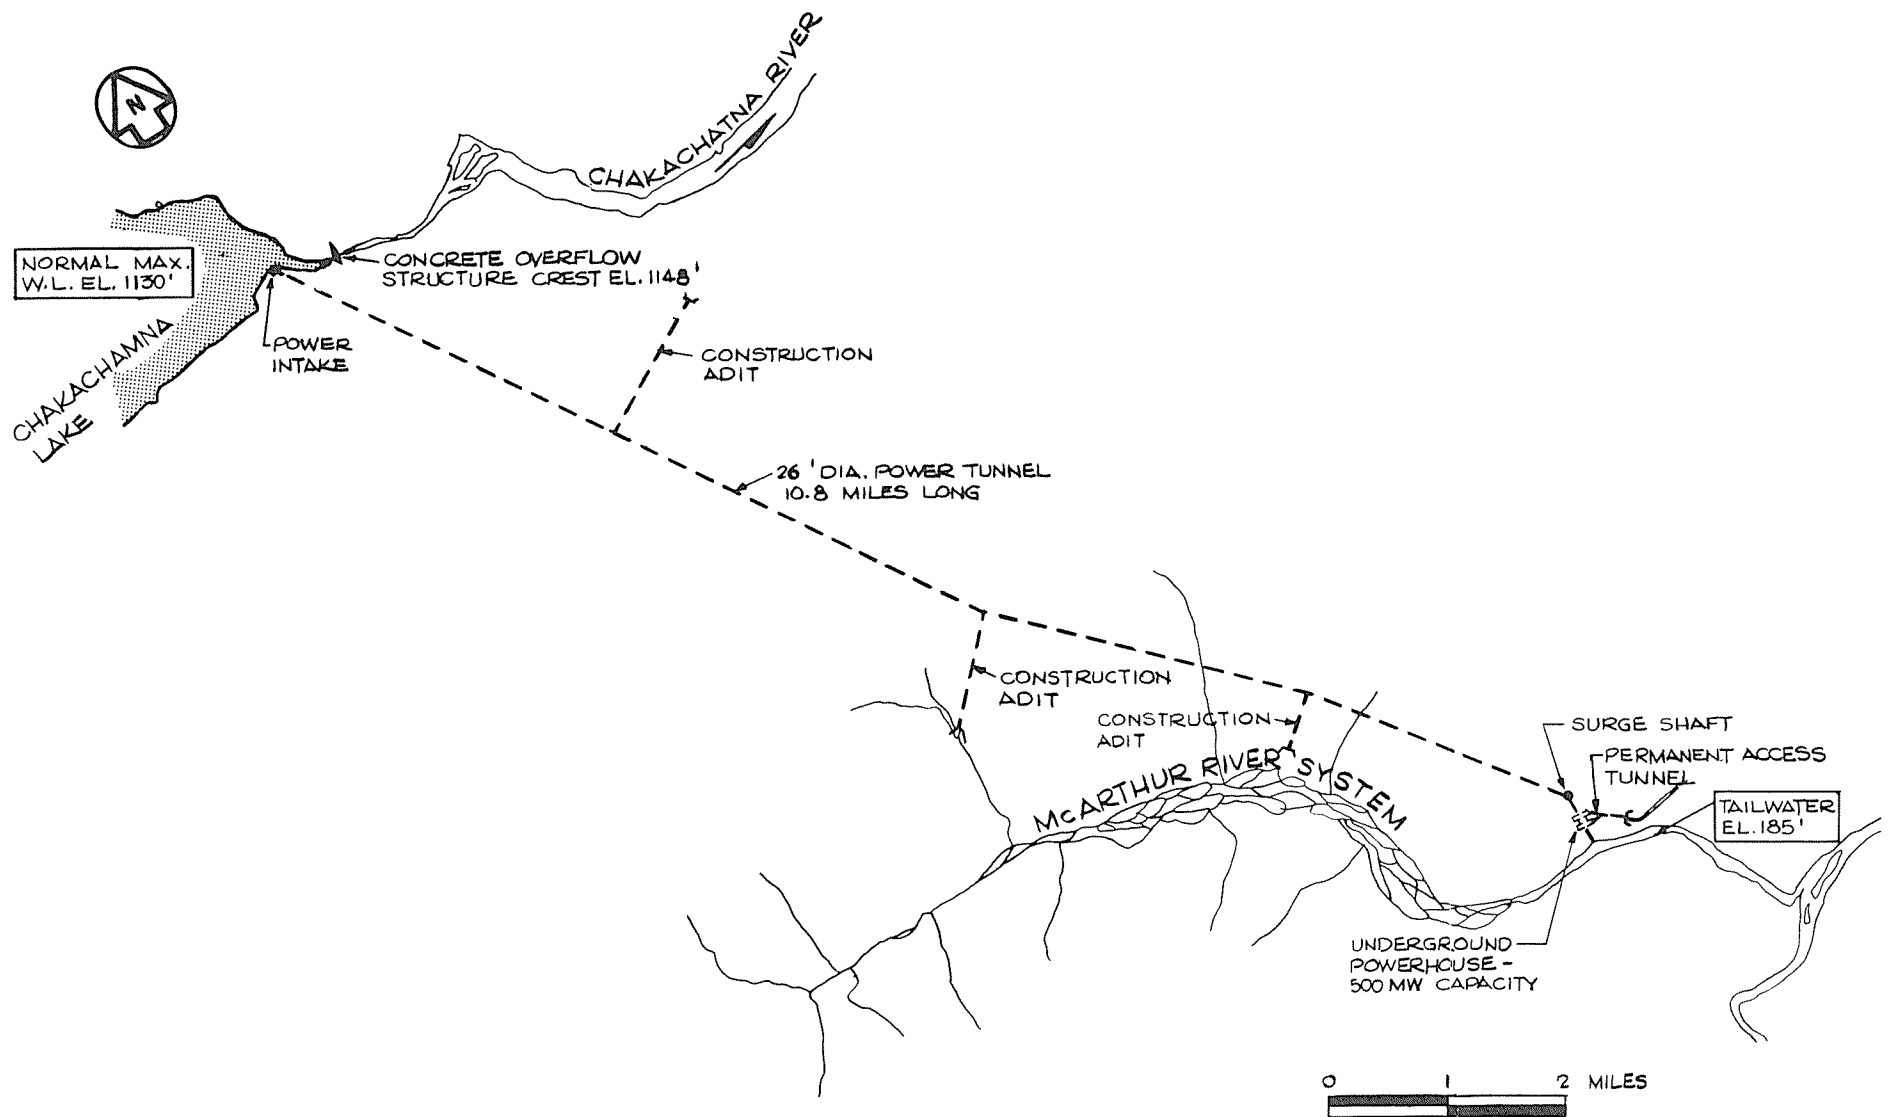 N
CHAKACHATNA RIVER
NORMAL MAX.
W.L. EL. 1130'
CONCRETE OVERFLOW
STRUCTURE CREST EL. 1148'
POWER
INTAKE
CHAKACHAMNA
LAKE
CONSTRUCTION
ADIT
26' DIA. POWER TUNNEL
10.8 MILES LONG
CONSTRUCTION
ADIT
CONSTRUCTION
ADIT
McARTHUR RIVER SYSTEM
SURGE SHAFT
PERMANENT ACCESS
TUNNEL
TAILWATER
EL. 185'
UNDERGROUND
POWERHOUSE -
500 MW CAPACITY
0 1 2 MILES